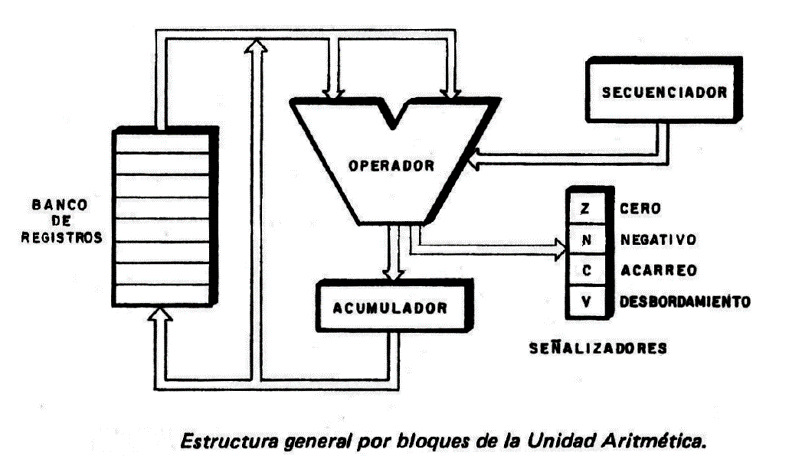 SECUENCIADOR
OPERADOR
BANCO
DE
REGISTROS
Z CERO
N NEGATIVO
C ACARREO
V DESBORDAMIENTO
ACUMULADOR
SEÑALIZADORES
Estructura general por bloques de la Unidad Aritmética.